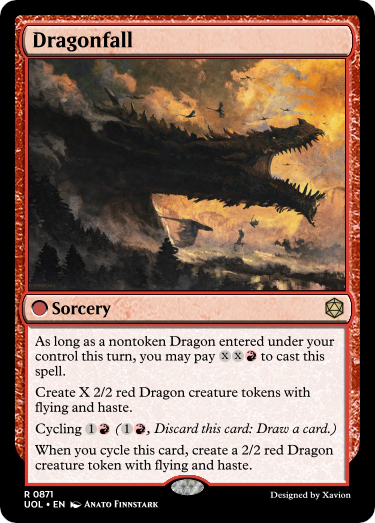 Dragonfall
Sorcery
As long as a nontoken Dragon entered under your
control this turn, you may pay XXR to cast this
spell.
Create X 2/2 red Dragon creature tokens with
flying and haste.
Cycling 1R (1R, Discard this card: Draw a card.)
When you cycle this card, create a 2/2 red Dragon
creature token with flying and haste.
R 0871
UOL • EN Anato Finnstark
Designed by Xavion